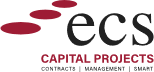 ecs
CAPITAL PROJECTS
CONTRACTS | MANAGEMENT | SMART